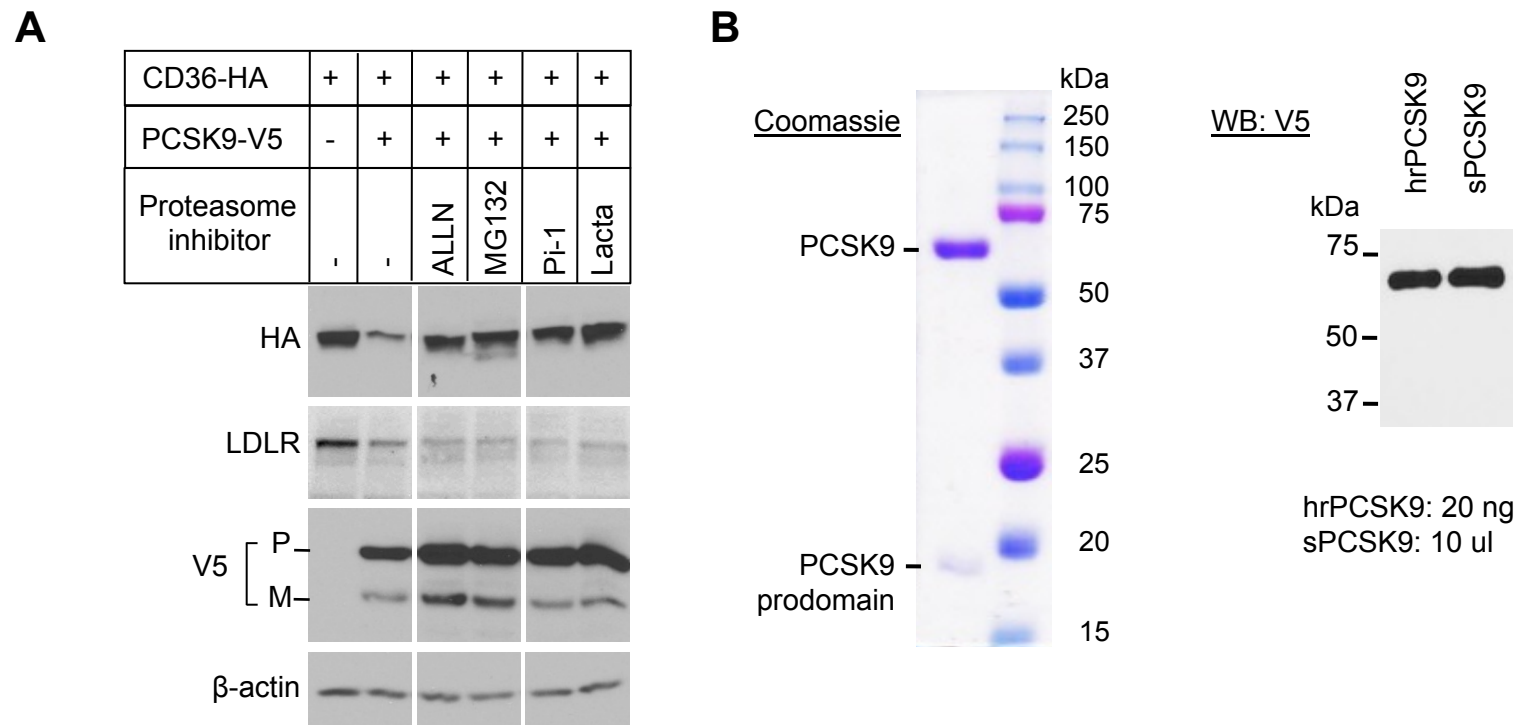 A
CD36-HA + + + + + +
PCSK9-V5 - + + + + +
Proteasome
inhibitor
- - ALLN MG132 Pi-1 Lacta
HA
LDLR
V5
P
M
β-actin
B
Coomassie
kDa
250
150
100
75
PCSK9
50
37
25
20
PCSK9
prodomain
15
WB: V5
hrPCSK9
sPCSK9
kDa
75
50
37
hrPCSK9: 20 ng
sPCSK9: 10 ul